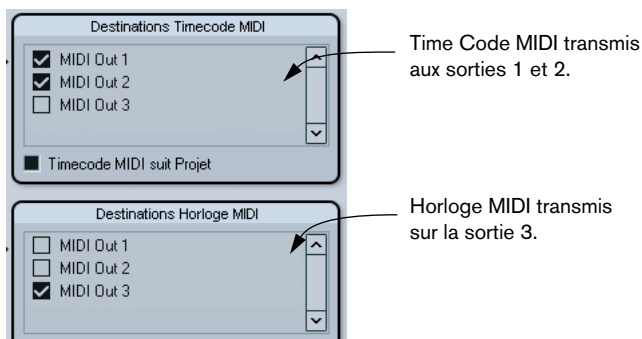 Destinations Timecode MIDI
MIDI Out 1
MIDI Out 2
MIDI Out 3
Timecode MIDI suit Projet
Time Code MIDI transmis
aux sorties 1 et 2.
Destinations Horloge MIDI
MIDI Out 1
MIDI Out 2
MIDI Out 3
Horloge MIDI transmis
sur la sortie 3.